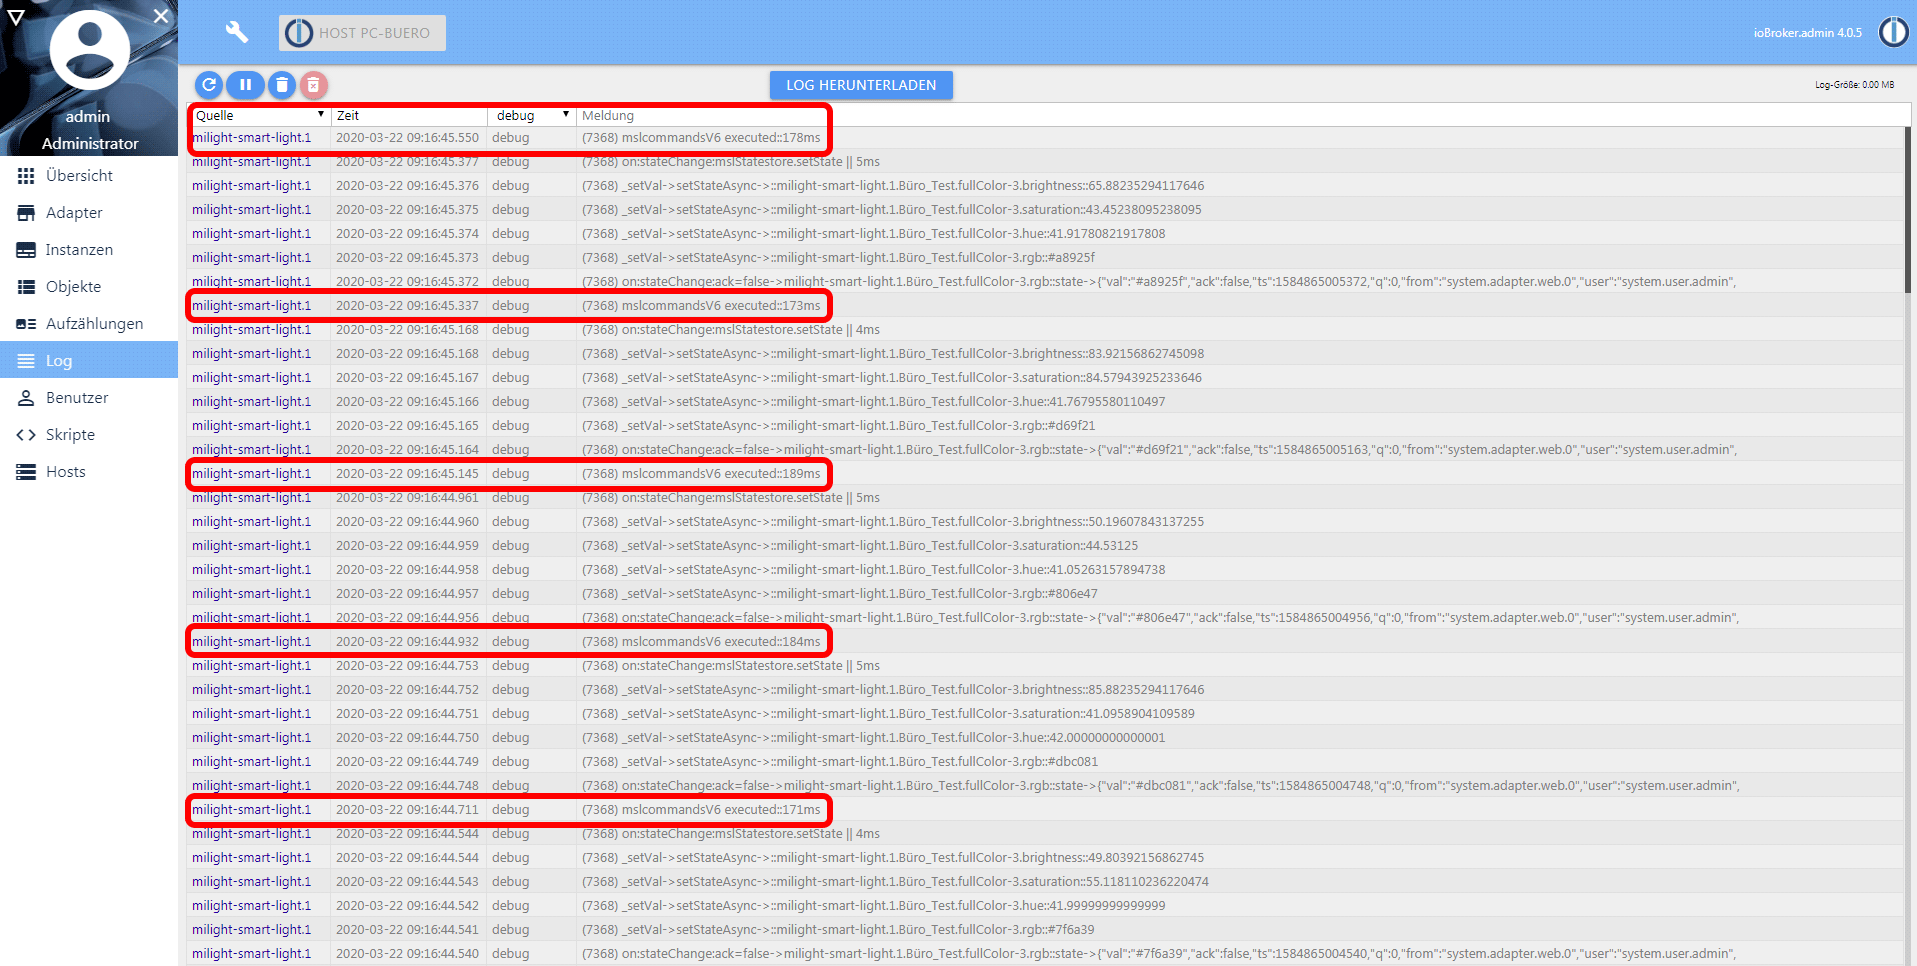 HOST PC-BUERO
ioBroker.admin 4.0.5
admin
Administrator
Übersicht
Adapter
Instanzen
Objekte
Aufzählungen
Log
Benutzer
Skripte
Hosts
LOG HERUNTERLADEN
Log-Größe: 0.00 MB
Quelle Zeit debug Meldung
milight-smart-light.1 2020-03-22 09:16:45.550 debug (7368) mslcommandsV6 executed::178ms
milight-smart-light.1 2020-03-22 09:16:45.377 debug (7368) on:stateChange:mslStatestore.setState || 5ms
milight-smart-light.1 2020-03-22 09:16:45.376 debug (7368) _setVal->setStateAsync->::milight-smart-light.1.Büro_Test.fullColor-3.brightness::65.88235294117646
milight-smart-light.1 2020-03-22 09:16:45.375 debug (7368) _setVal->setStateAsync->::milight-smart-light.1.Büro_Test.fullColor-3.saturation::43.45238095238095
milight-smart-light.1 2020-03-22 09:16:45.374 debug (7368) _setVal->setStateAsync->::milight-smart-light.1.Büro_Test.fullColor-3.hue::41.91780821917808
milight-smart-light.1 2020-03-22 09:16:45.373 debug (7368) _setVal->setStateAsync->::milight-smart-light.1.Büro_Test.fullColor-3.rgb::#a8925f
milight-smart-light.1 2020-03-22 09:16:45.372 debug (7368) on:stateChange:ack=false->milight-smart-light.1.Büro_Test.fullColor-3.rgb::state->{"val":"#a8925f","ack":false,"ts":1584865005372,"q":0,"from":"system.adapter.web.0","user":"system.user.admin",
milight-smart-light.1 2020-03-22 09:16:45.337 debug (7368) mslcommandsV6 executed::173ms
milight-smart-light.1 2020-03-22 09:16:45.168 debug (7368) on:stateChange:mslStatestore.setState || 4ms
milight-smart-light.1 2020-03-22 09:16:45.168 debug (7368) _setVal->setStateAsync->::milight-smart-light.1.Büro_Test.fullColor-3.brightness::83.92156862745098
milight-smart-light.1 2020-03-22 09:16:45.167 debug (7368) _setVal->setStateAsync->::milight-smart-light.1.Büro_Test.fullColor-3.saturation::84.57943925233646
milight-smart-light.1 2020-03-22 09:16:45.166 debug (7368) _setVal->setStateAsync->::milight-smart-light.1.Büro_Test.fullColor-3.hue::41.76795580110497
milight-smart-light.1 2020-03-22 09:16:45.165 debug (7368) _setVal->setStateAsync->::milight-smart-light.1.Büro_Test.fullColor-3.rgb::#d69f21
milight-smart-light.1 2020-03-22 09:16:45.164 debug (7368) on:stateChange:ack=false->milight-smart-light.1.Büro_Test.fullColor-3.rgb::state->{"val":"#d69f21","ack":false,"ts":1584865005163,"q":0,"from":"system.adapter.web.0","user":"system.user.admin",
milight-smart-light.1 2020-03-22 09:16:45.145 debug (7368) mslcommandsV6 executed::189ms
milight-smart-light.1 2020-03-22 09:16:44.961 debug (7368) on:stateChange:mslStatestore.setState || 5ms
milight-smart-light.1 2020-03-22 09:16:44.960 debug (7368) _setVal->setStateAsync->::milight-smart-light.1.Büro_Test.fullColor-3.brightness::50.19607843137255
milight-smart-light.1 2020-03-22 09:16:44.959 debug (7368) _setVal->setStateAsync->::milight-smart-light.1.Büro_Test.fullColor-3.saturation::44.53125
milight-smart-light.1 2020-03-22 09:16:44.958 debug (7368) _setVal->setStateAsync->::milight-smart-light.1.Büro_Test.fullColor-3.hue::41.05263157894738
milight-smart-light.1 2020-03-22 09:16:44.957 debug (7368) _setVal->setStateAsync->::milight-smart-light.1.Büro_Test.fullColor-3.rgb::#806e47
milight-smart-light.1 2020-03-22 09:16:44.956 debug (7368) on:stateChange:ack=false->milight-smart-light.1.Büro_Test.fullColor-3.rgb::state->{"val":"#806e47","ack":false,"ts":1584865004956,"q":0,"from":"system.adapter.web.0","user":"system.user.admin",
milight-smart-light.1 2020-03-22 09:16:44.932 debug (7368) mslcommandsV6 executed::184ms
milight-smart-light.1 2020-03-22 09:16:44.753 debug (7368) on:stateChange:mslStatestore.setState || 5ms
milight-smart-light.1 2020-03-22 09:16:44.752 debug (7368) _setVal->setStateAsync->::milight-smart-light.1.Büro_Test.fullColor-3.brightness::85.88235294117646
milight-smart-light.1 2020-03-22 09:16:44.751 debug (7368) _setVal->setStateAsync->::milight-smart-light.1.Büro_Test.fullColor-3.saturation::41.0958904109589
milight-smart-light.1 2020-03-22 09:16:44.750 debug (7368) _setVal->setStateAsync->::milight-smart-light.1.Büro_Test.fullColor-3.hue::42.00000000000001
milight-smart-light.1 2020-03-22 09:16:44.749 debug (7368) _setVal->setStateAsync->::milight-smart-light.1.Büro_Test.fullColor-3.rgb::#dbc081
milight-smart-light.1 2020-03-22 09:16:44.748 debug (7368) on:stateChange:ack=false->milight-smart-light.1.Büro_Test.fullColor-3.rgb::state->{"val":"#dbc081","ack":false,"ts":1584865004748,"q":0,"from":"system.adapter.web.0","user":"system.user.admin",
milight-smart-light.1 2020-03-22 09:16:44.711 debug (7368) mslcommandsV6 executed::171ms
milight-smart-light.1 2020-03-22 09:16:44.544 debug (7368) on:stateChange:mslStatestore.setState || 4ms
milight-smart-light.1 2020-03-22 09:16:44.544 debug (7368) _setVal->setStateAsync->::milight-smart-light.1.Büro_Test.fullColor-3.brightness::49.80392156862745
milight-smart-light.1 2020-03-22 09:16:44.543 debug (7368) _setVal->setStateAsync->::milight-smart-light.1.Büro_Test.fullColor-3.saturation::55.118110236220474
milight-smart-light.1 2020-03-22 09:16:44.542 debug (7368) _setVal->setStateAsync->::milight-smart-light.1.Büro_Test.fullColor-3.hue::41.99999999999999
milight-smart-light.1 2020-03-22 09:16:44.541 debug (7368) _setVal->setStateAsync->::milight-smart-light.1.Büro_Test.fullColor-3.rgb::#7f6a39
milight-smart-light.1 2020-03-22 09:16:44.540 debug (7368) on:stateChange:ack=false->milight-smart-light.1.Büro_Test.fullColor-3.rgb::state->{"val":"#7f6a39","ack":false,"ts":1584865004540,"q":0,"from":"system.adapter.web.0","user":"system.user.admin",